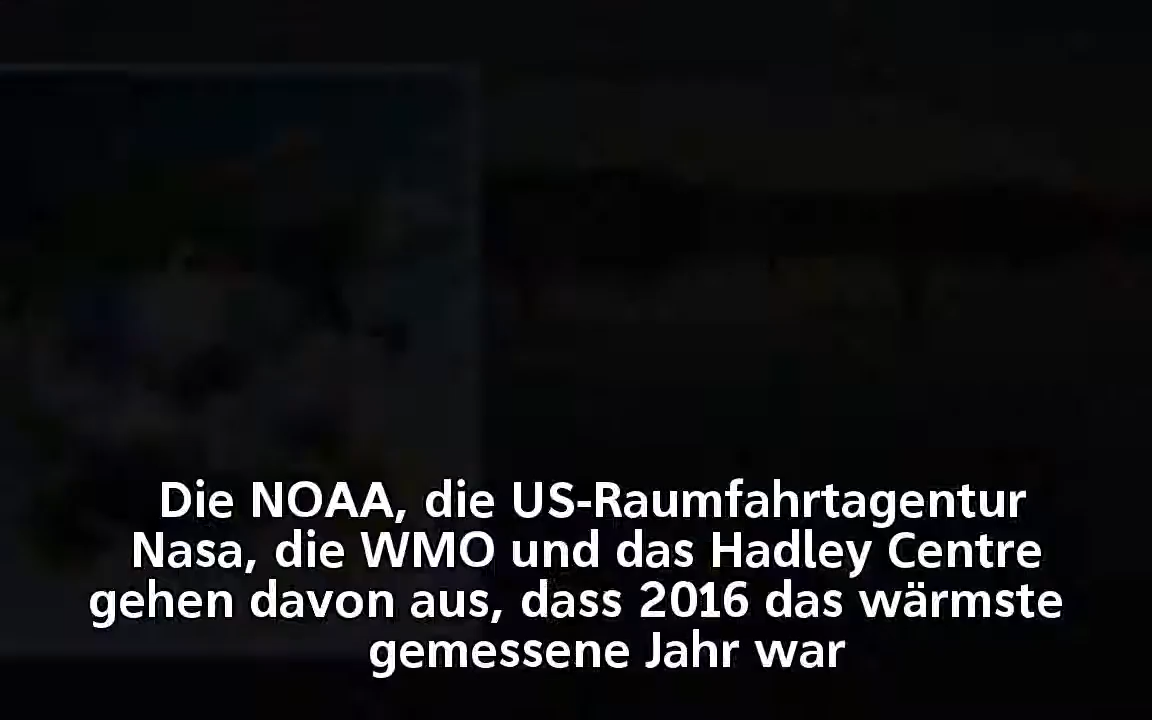 Die NOAA, die US-Raumfahrtagentur
Nasa, die WMO und das Hadley Centre
gehen davon aus, dass 2016 das wärmste
gemessene Jahr war